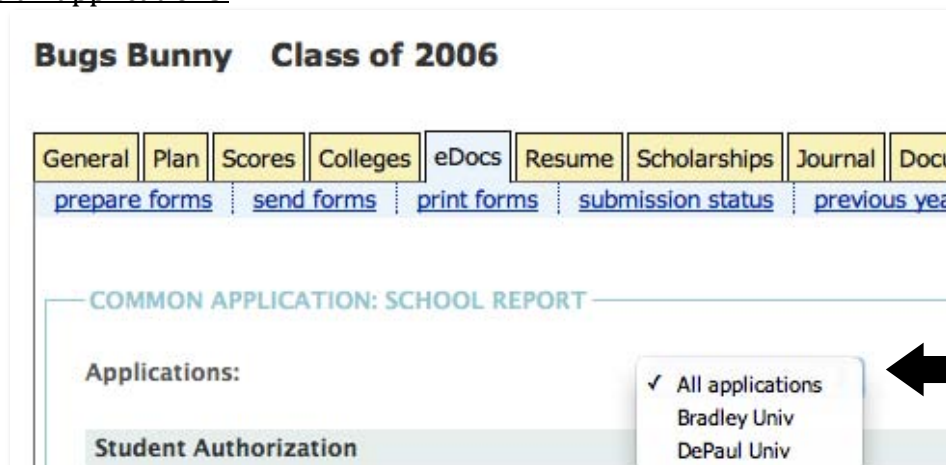 Bugs Bunny Class of 2006
General Plan Scores Colleges eDocs Resume Scholarships Journal
prepare forms send forms print forms submission status previous
COMMON APPLICATION: SCHOOL REPORT
Applications:
✓ All applications
Bradley Univ
Student Authorization
DePaul Univ